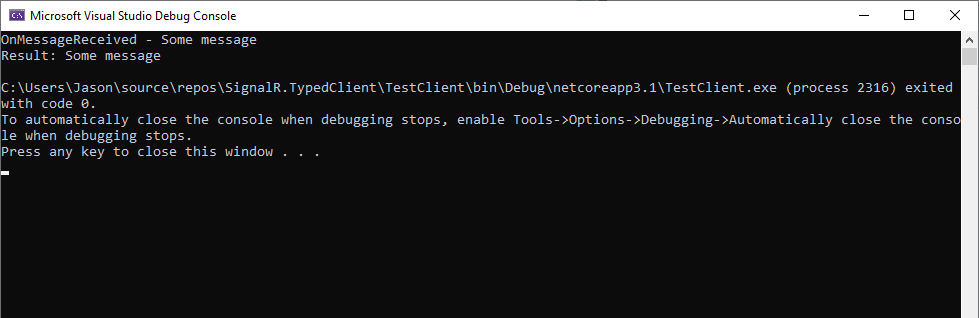 Microsoft Visual Studio Debug Console
OnMessageReceived - Some message
Result: Some message
C:\Users\Jason\source\repos\SignalR.TypedClient\TestClient\bin\Debug\netcoreapp3.1\TestClient.exe (process 2316) exited
with code 0.
To automatically close the console when debugging stops, enable Tools->Options->Debugging->Automatically close the conso
le when debugging stops.
Press any key to close this window . . .